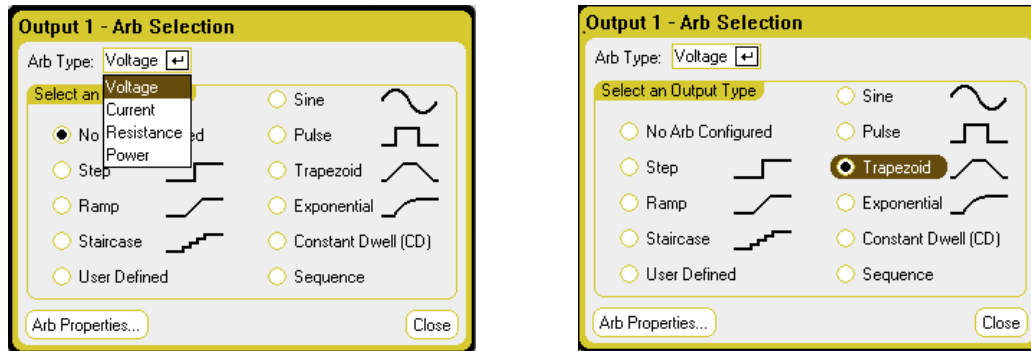 Output 1 - Arb Selection
Arb Type: Voltage
Voltage
Current
Resistance
Power
Select an
No ed
Step
Ramp
Staircase
User Defined
Sine
Pulse
Trapezoid
Exponential
Constant Dwell (CD)
Sequence
Arb Properties...
Close
Output 1 - Arb Selection
Arb Type: Voltage
Select an Output Type
No Arb Configured
Step
Ramp
Staircase
User Defined
Sine
Pulse
Trapezoid
Exponential
Constant Dwell (CD)
Sequence
Arb Properties...
Close